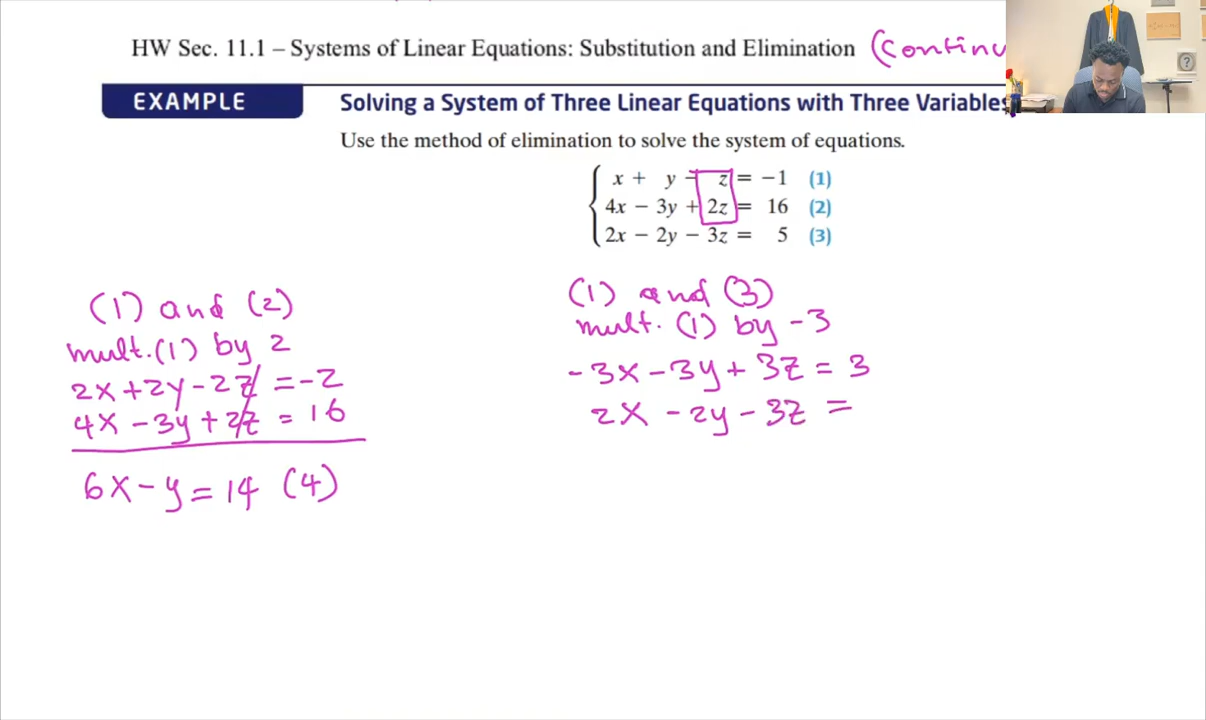 HW Sec. 11.1 – Systems of Linear Equations: Substitution and Elimination (Continu
EXAMPLE Solving a System of Three Linear Equations with Three Variables
Use the method of elimination to solve the system of equations.
x + y − z = −1 (1)
4x − 3y + 2z = 16 (2)
2x − 2y − 3z = 5 (3)
(1) and (2)
mult. (1) by 2
2x + 2y - 2z = -2
4x - 3y + 2z = 16
6x - y = 14 (4)
(1) and (3)
mult. (1) by -3
-3x - 3y + 3z = 3
2x - 2y - 3z =